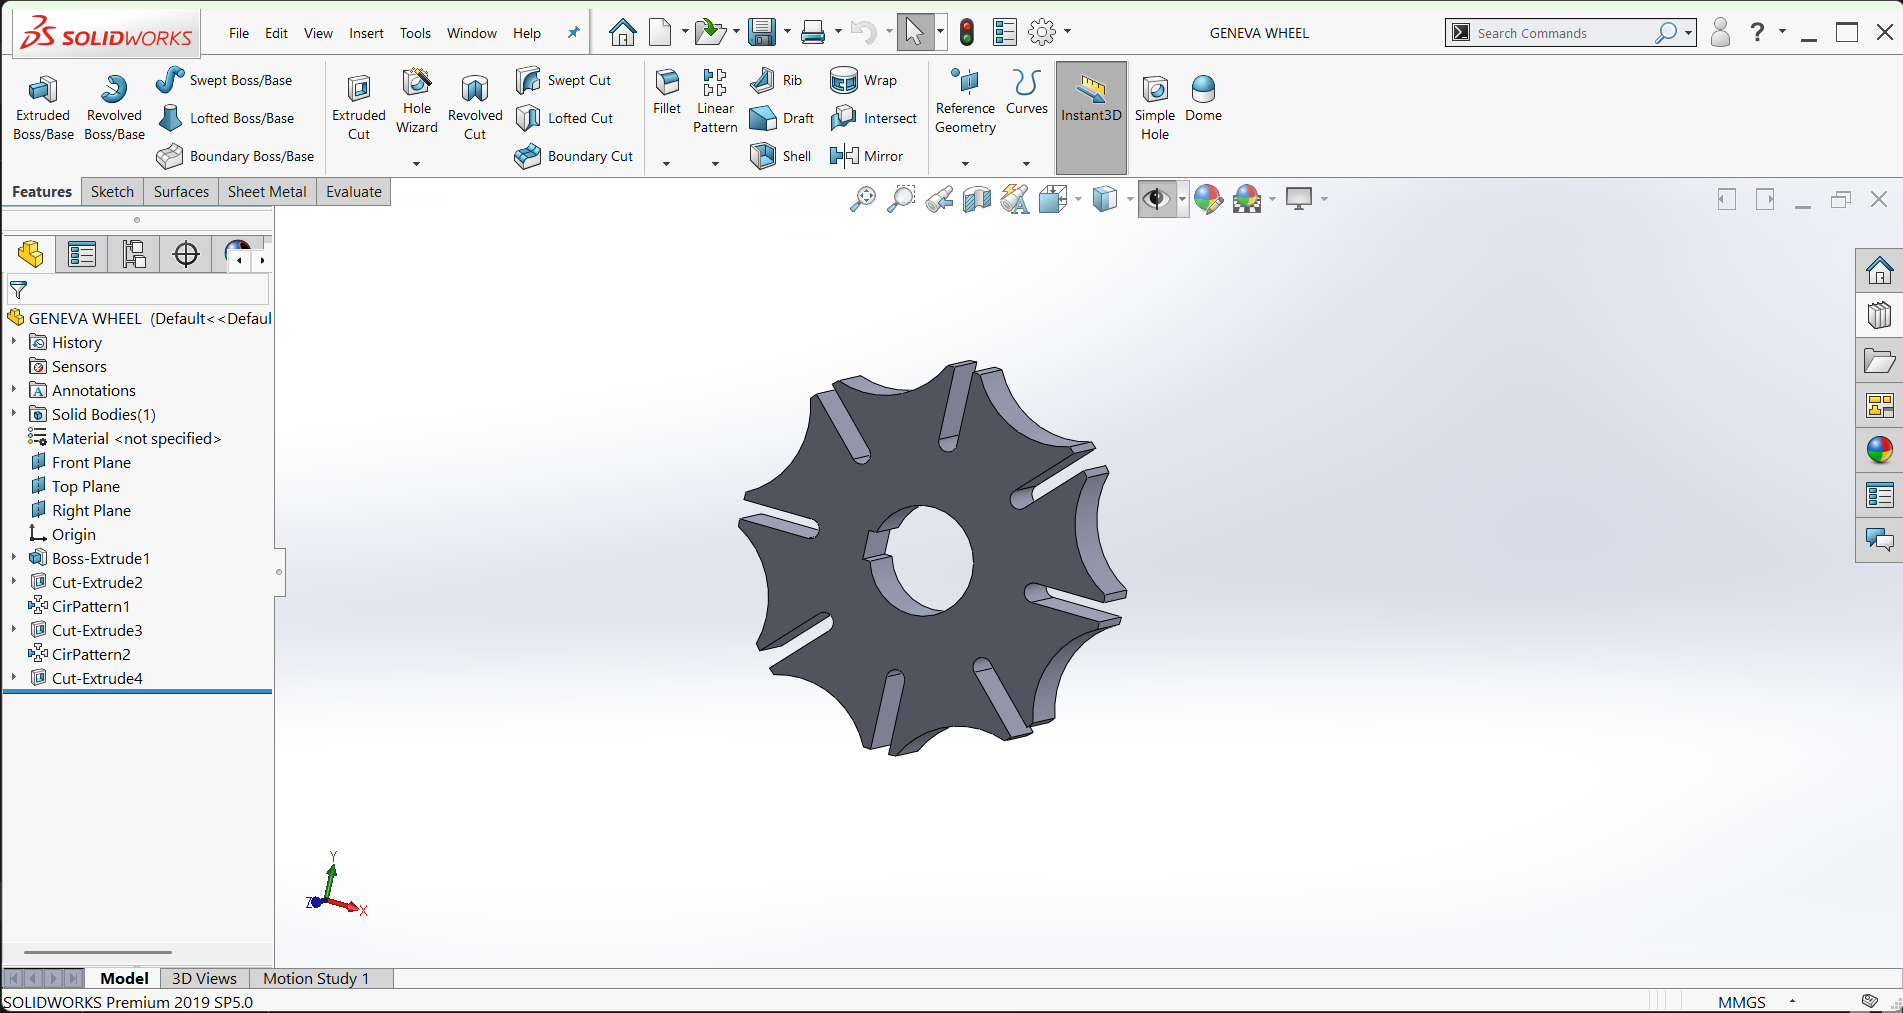 SOLIDWORKS File Edit View Insert Tools Window Help GENEVA WHEEL Search Commands ?
Extruded Boss/Base
Revolved Boss/Base
Swept Boss/Base
Lofted Boss/Base
Boundary Boss/Base
Extruded Cut
Hole Wizard
Revolved Cut
Swept Cut
Lofted Cut
Boundary Cut
Fillet
Linear Pattern
Rib
Draft
Shell
Wrap
Intersect
Mirror
Reference Geometry
Curves
Instant3D
Simple Hole
Dome
Features Sketch Surfaces Sheet Metal Evaluate
GENEVA WHEEL (Default<<Defaul
History
Sensors
Annotations
Solid Bodies(1)
Material <not specified>
Front Plane
Top Plane
Right Plane
Origin
Boss-Extrude1
Cut-Extrude2
CirPattern1
Cut-Extrude3
CirPattern2
Cut-Extrude4
Y
Z
X
Model 3D Views Motion Study 1
SOLIDWORKS Premium 2019 SP5.0 MMGS